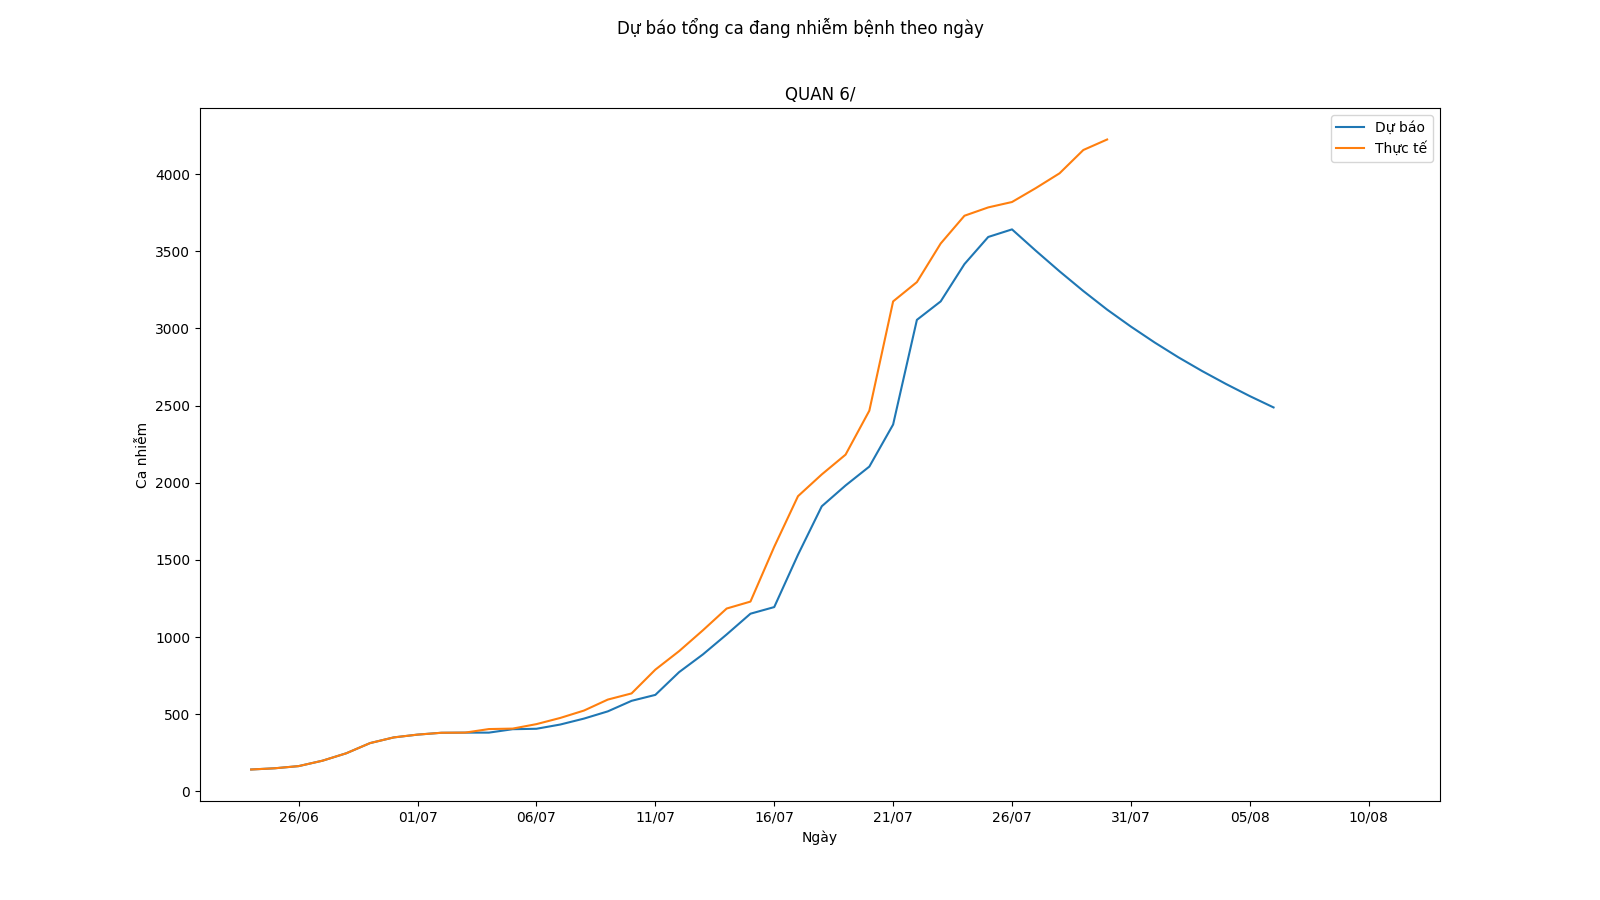 Dự báo tổng ca đang nhiễm bệnh theo ngày
QUAN 6/
Dự báo
Thực tế
4000
3500
3000
2500
2000
1500
1000
500
0
Ca nhiễm
26/06 01/07 06/07 11/07 16/07 21/07 26/07 31/07 05/08 10/08
Ngày